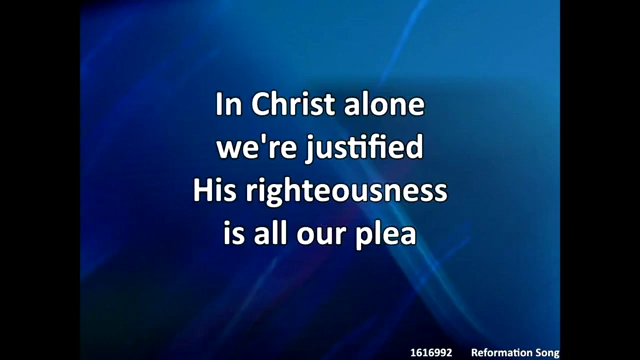 In Christ alone
we're justified
His righteousness
is all our plea
1616992 Reformation Song